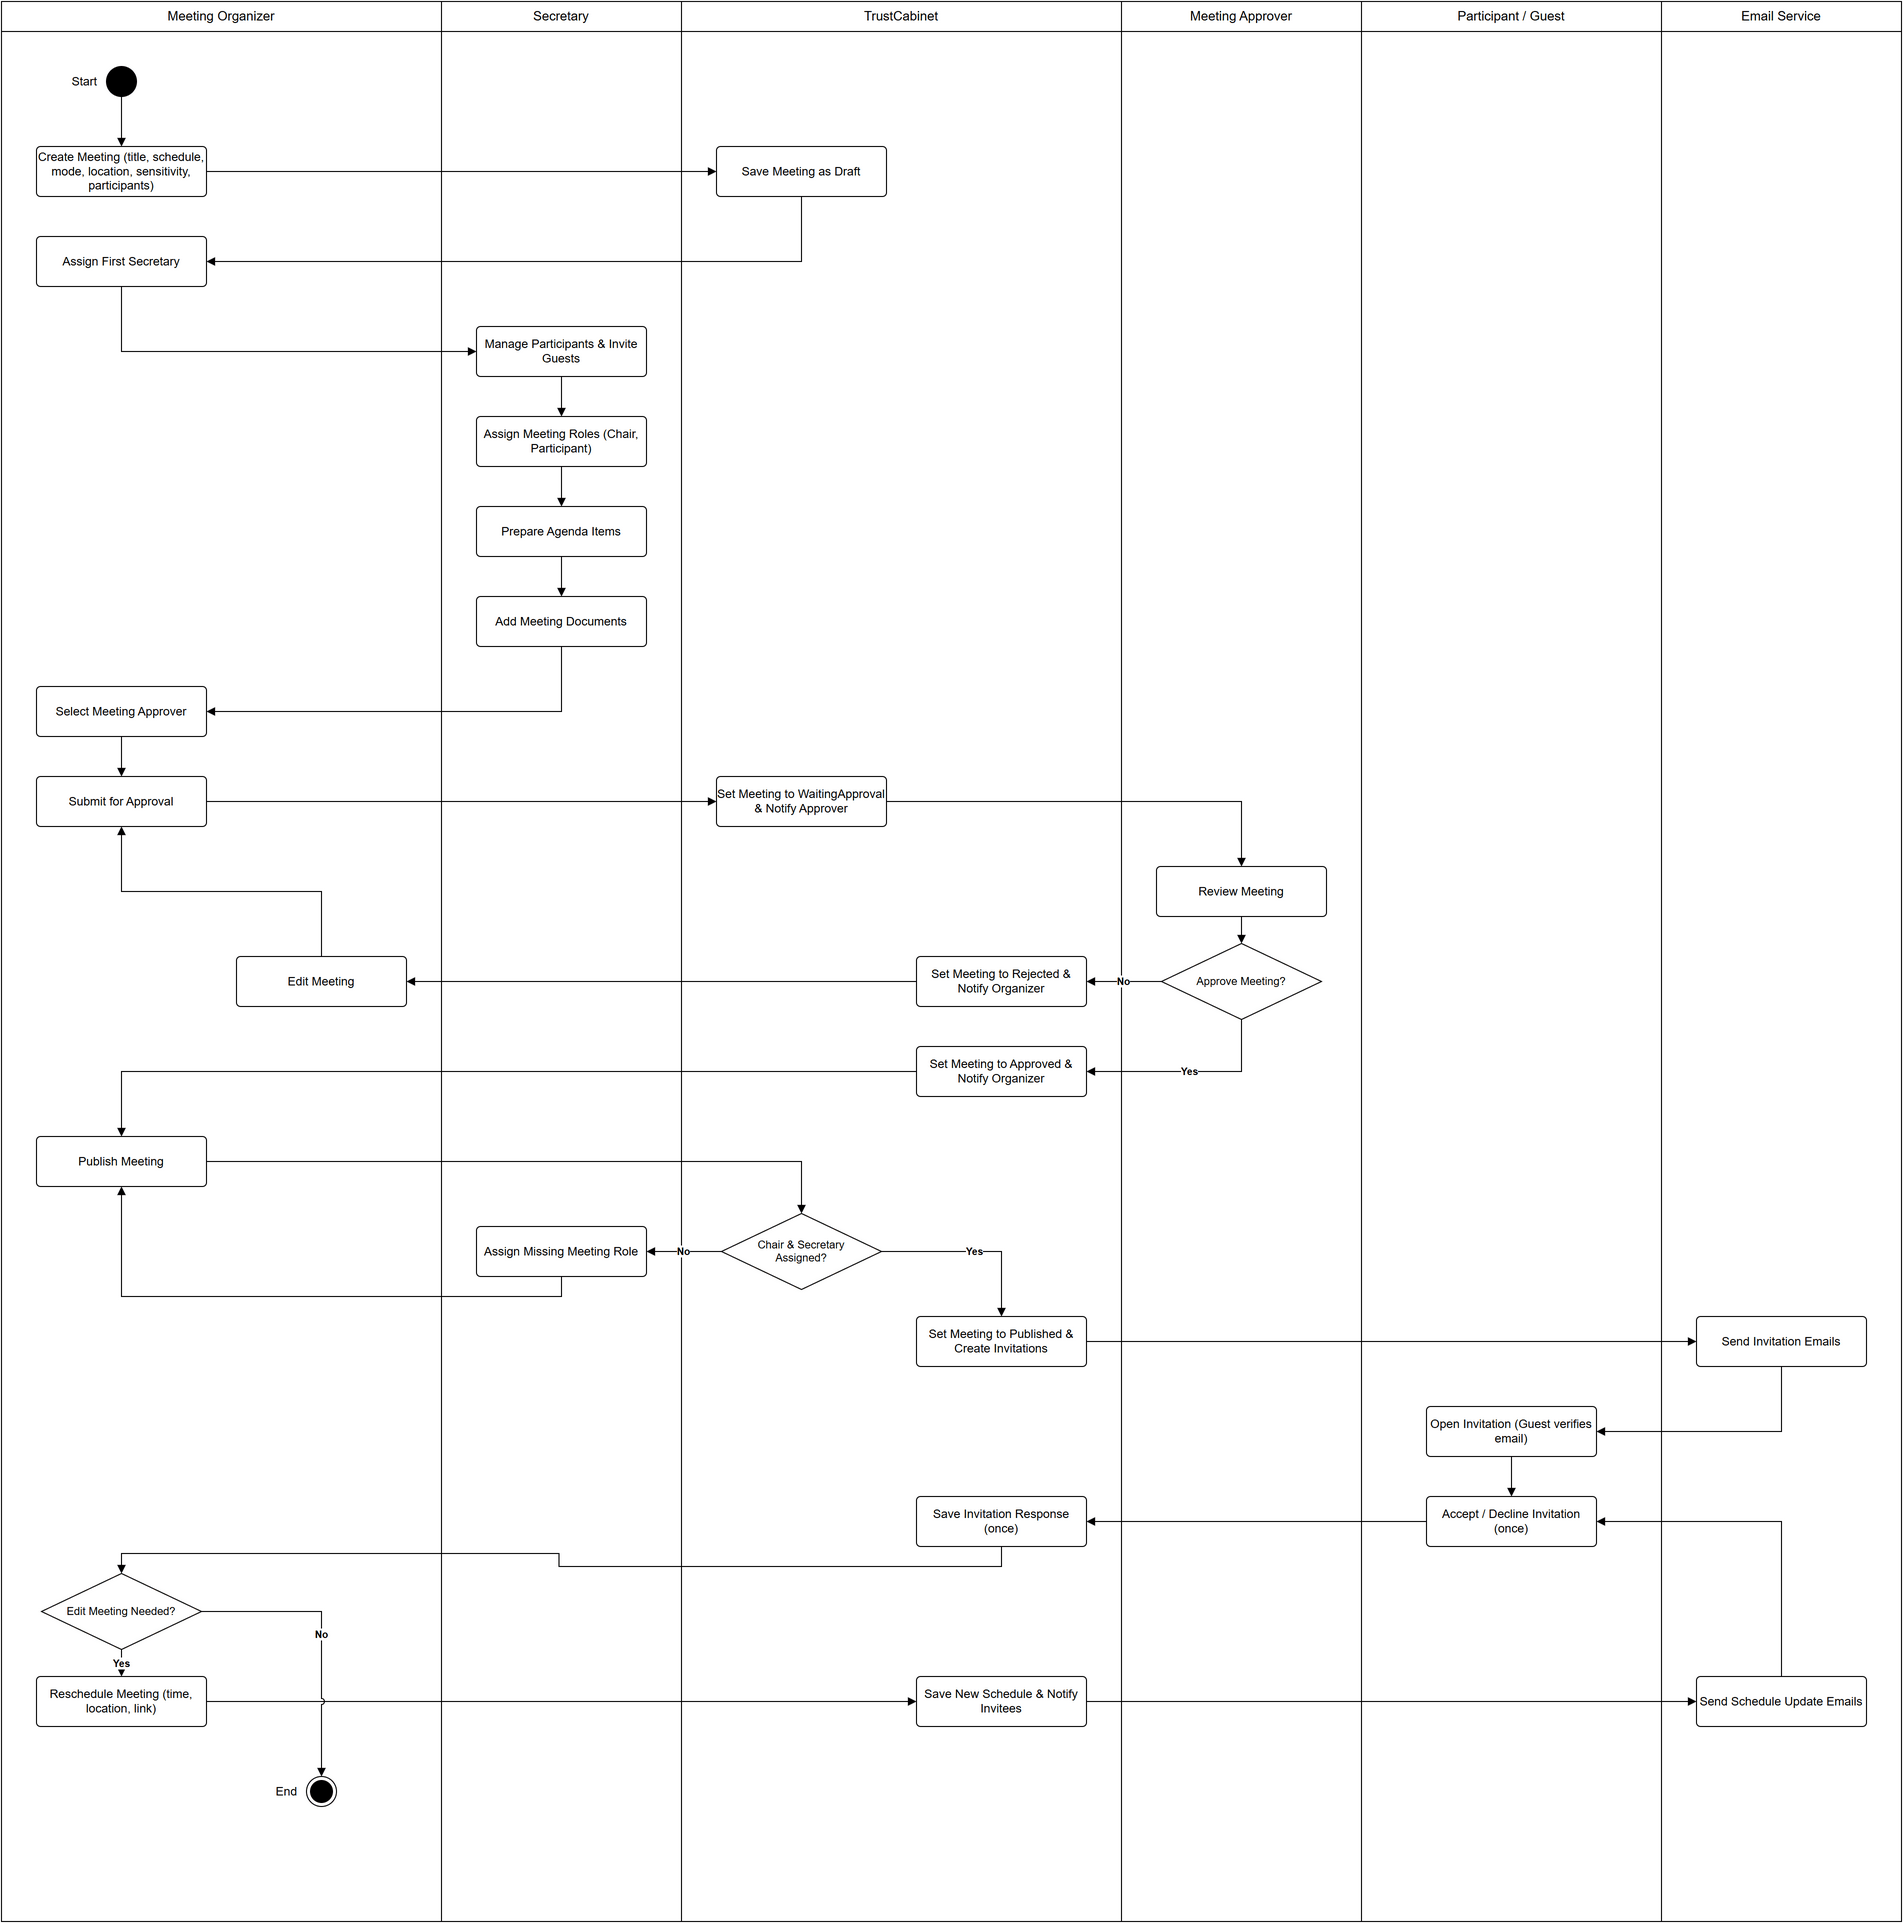 Meeting Organizer
Secretary
TrustCabinet
Meeting Approver
Participant / Guest
Email Service
Start
Create Meeting (title, schedule,
mode, location, sensitivity,
participants)
Save Meeting as Draft
Assign First Secretary
Manage Participants & Invite
Guests
Assign Meeting Roles (Chair,
Participant)
Prepare Agenda Items
Add Meeting Documents
Select Meeting Approver
Submit for Approval
Set Meeting to WaitingApproval
& Notify Approver
Review Meeting
Edit Meeting
Set Meeting to Rejected &
Notify Organizer
No
Approve Meeting?
Set Meeting to Approved &
Notify Organizer
Yes
Publish Meeting
Assign Missing Meeting Role
No
Chair & Secretary
Assigned?
Yes
Set Meeting to Published &
Create Invitations
Send Invitation Emails
Open Invitation (Guest verifies
email)
Save Invitation Response
(once)
Accept / Decline Invitation
(once)
Edit Meeting Needed?
No
Yes
Reschedule Meeting (time,
location, link)
Save New Schedule & Notify
Invitees
Send Schedule Update Emails
End